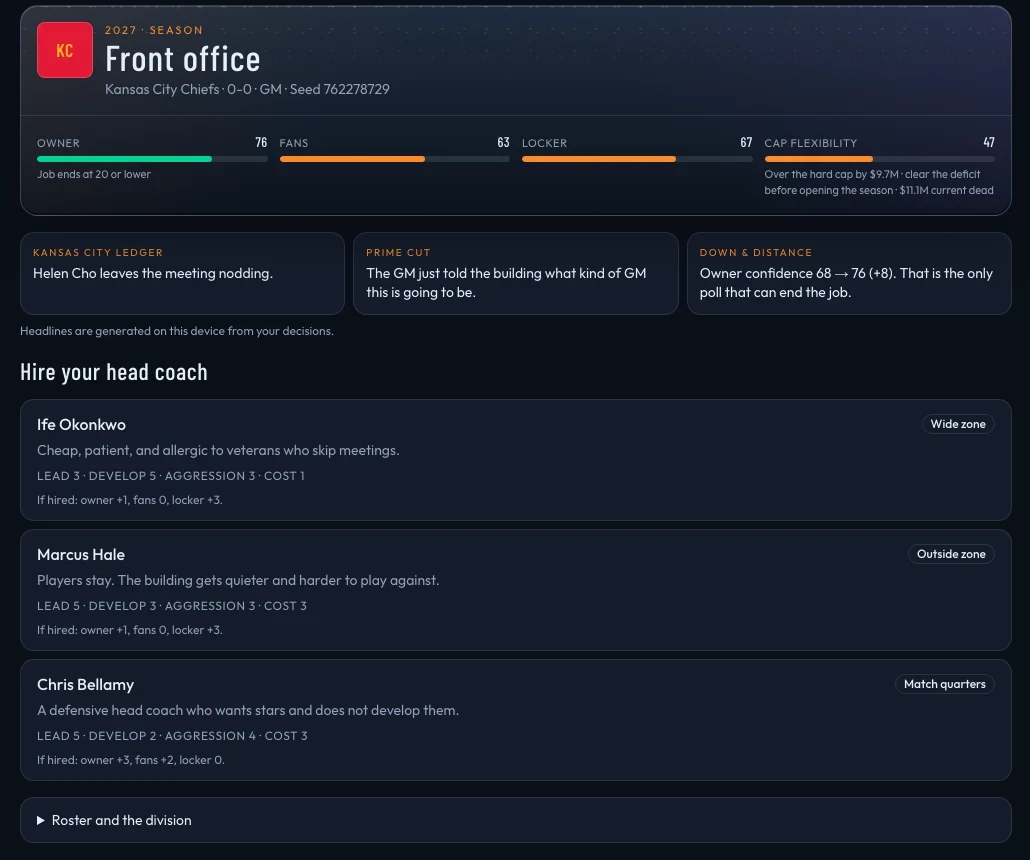 KC
2027 · SEASON
Front office
Kansas City Chiefs · 0-0 · GM · Seed 762278729
OWNER 76
Job ends at 20 or lower
FANS 63
LOCKER 67
CAP FLEXIBILITY 47
Over the hard cap by $9.7M · clear the deficit
before opening the season · $11.1M current dead
KANSAS CITY LEDGER
Helen Cho leaves the meeting nodding.
PRIME CUT
The GM just told the building what kind of GM
this is going to be.
DOWN & DISTANCE
Owner confidence 68 → 76 (+8). That is the only
poll that can end the job.
Headlines are generated on this device from your decisions.
Hire your head coach
Ife Okonkwo
Wide zone
Cheap, patient, and allergic to veterans who skip meetings.
LEAD 3 · DEVELOP 5 · AGGRESSION 3 · COST 1
If hired: owner +1, fans 0, locker +3.
Marcus Hale
Outside zone
Players stay. The building gets quieter and harder to play against.
LEAD 5 · DEVELOP 3 · AGGRESSION 3 · COST 3
If hired: owner +1, fans 0, locker +3.
Chris Bellamy
Match quarters
A defensive head coach who wants stars and does not develop them.
LEAD 5 · DEVELOP 2 · AGGRESSION 4 · COST 3
If hired: owner +3, fans +2, locker 0.
Roster and the division